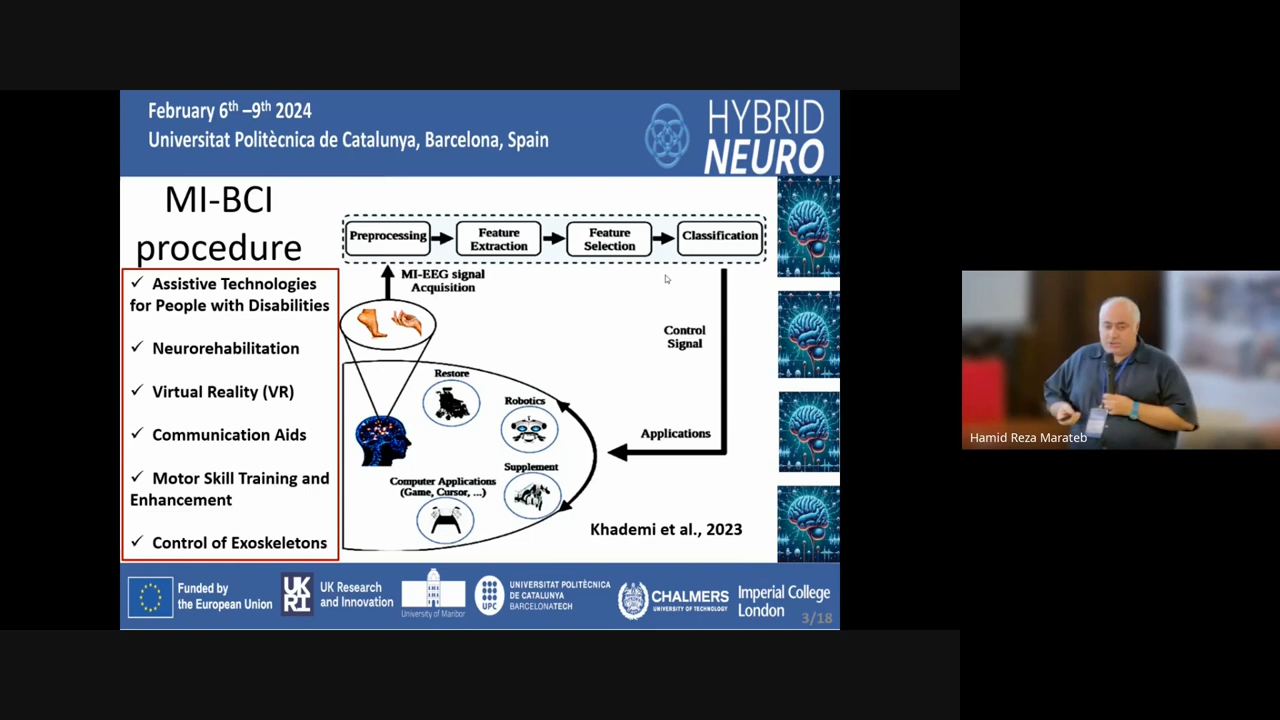 February 6th –9th 2024
Universitat Politècnica de Catalunya, Barcelona, Spain
HYBRID
NEURO
MI-BCI
procedure
✓ Assistive Technologies
for People with Disabilities
✓ Neurorehabilitation
✓ Virtual Reality (VR)
✓ Communication Aids
✓ Motor Skill Training and
Enhancement
✓ Control of Exoskeletons
Preprocessing
Feature
Extraction
Feature
Selection
Classification
MI-EEG signal
Acquisition
Control
Signal
Restore
Robotics
Applications
Supplement
Computer Applications
(Game, Cursor, ...)
Khademi et al., 2023
Hamid Reza Marateb
Funded by
the European Union
UK
RI
UK Research
and Innovation
University of Maribor
UPC
UNIVERSITAT POLITÈCNICA
DE CATALUNYA
BARCELONATECH
CHALMERS
UNIVERSITY OF TECHNOLOGY
Imperial College
London
3/18